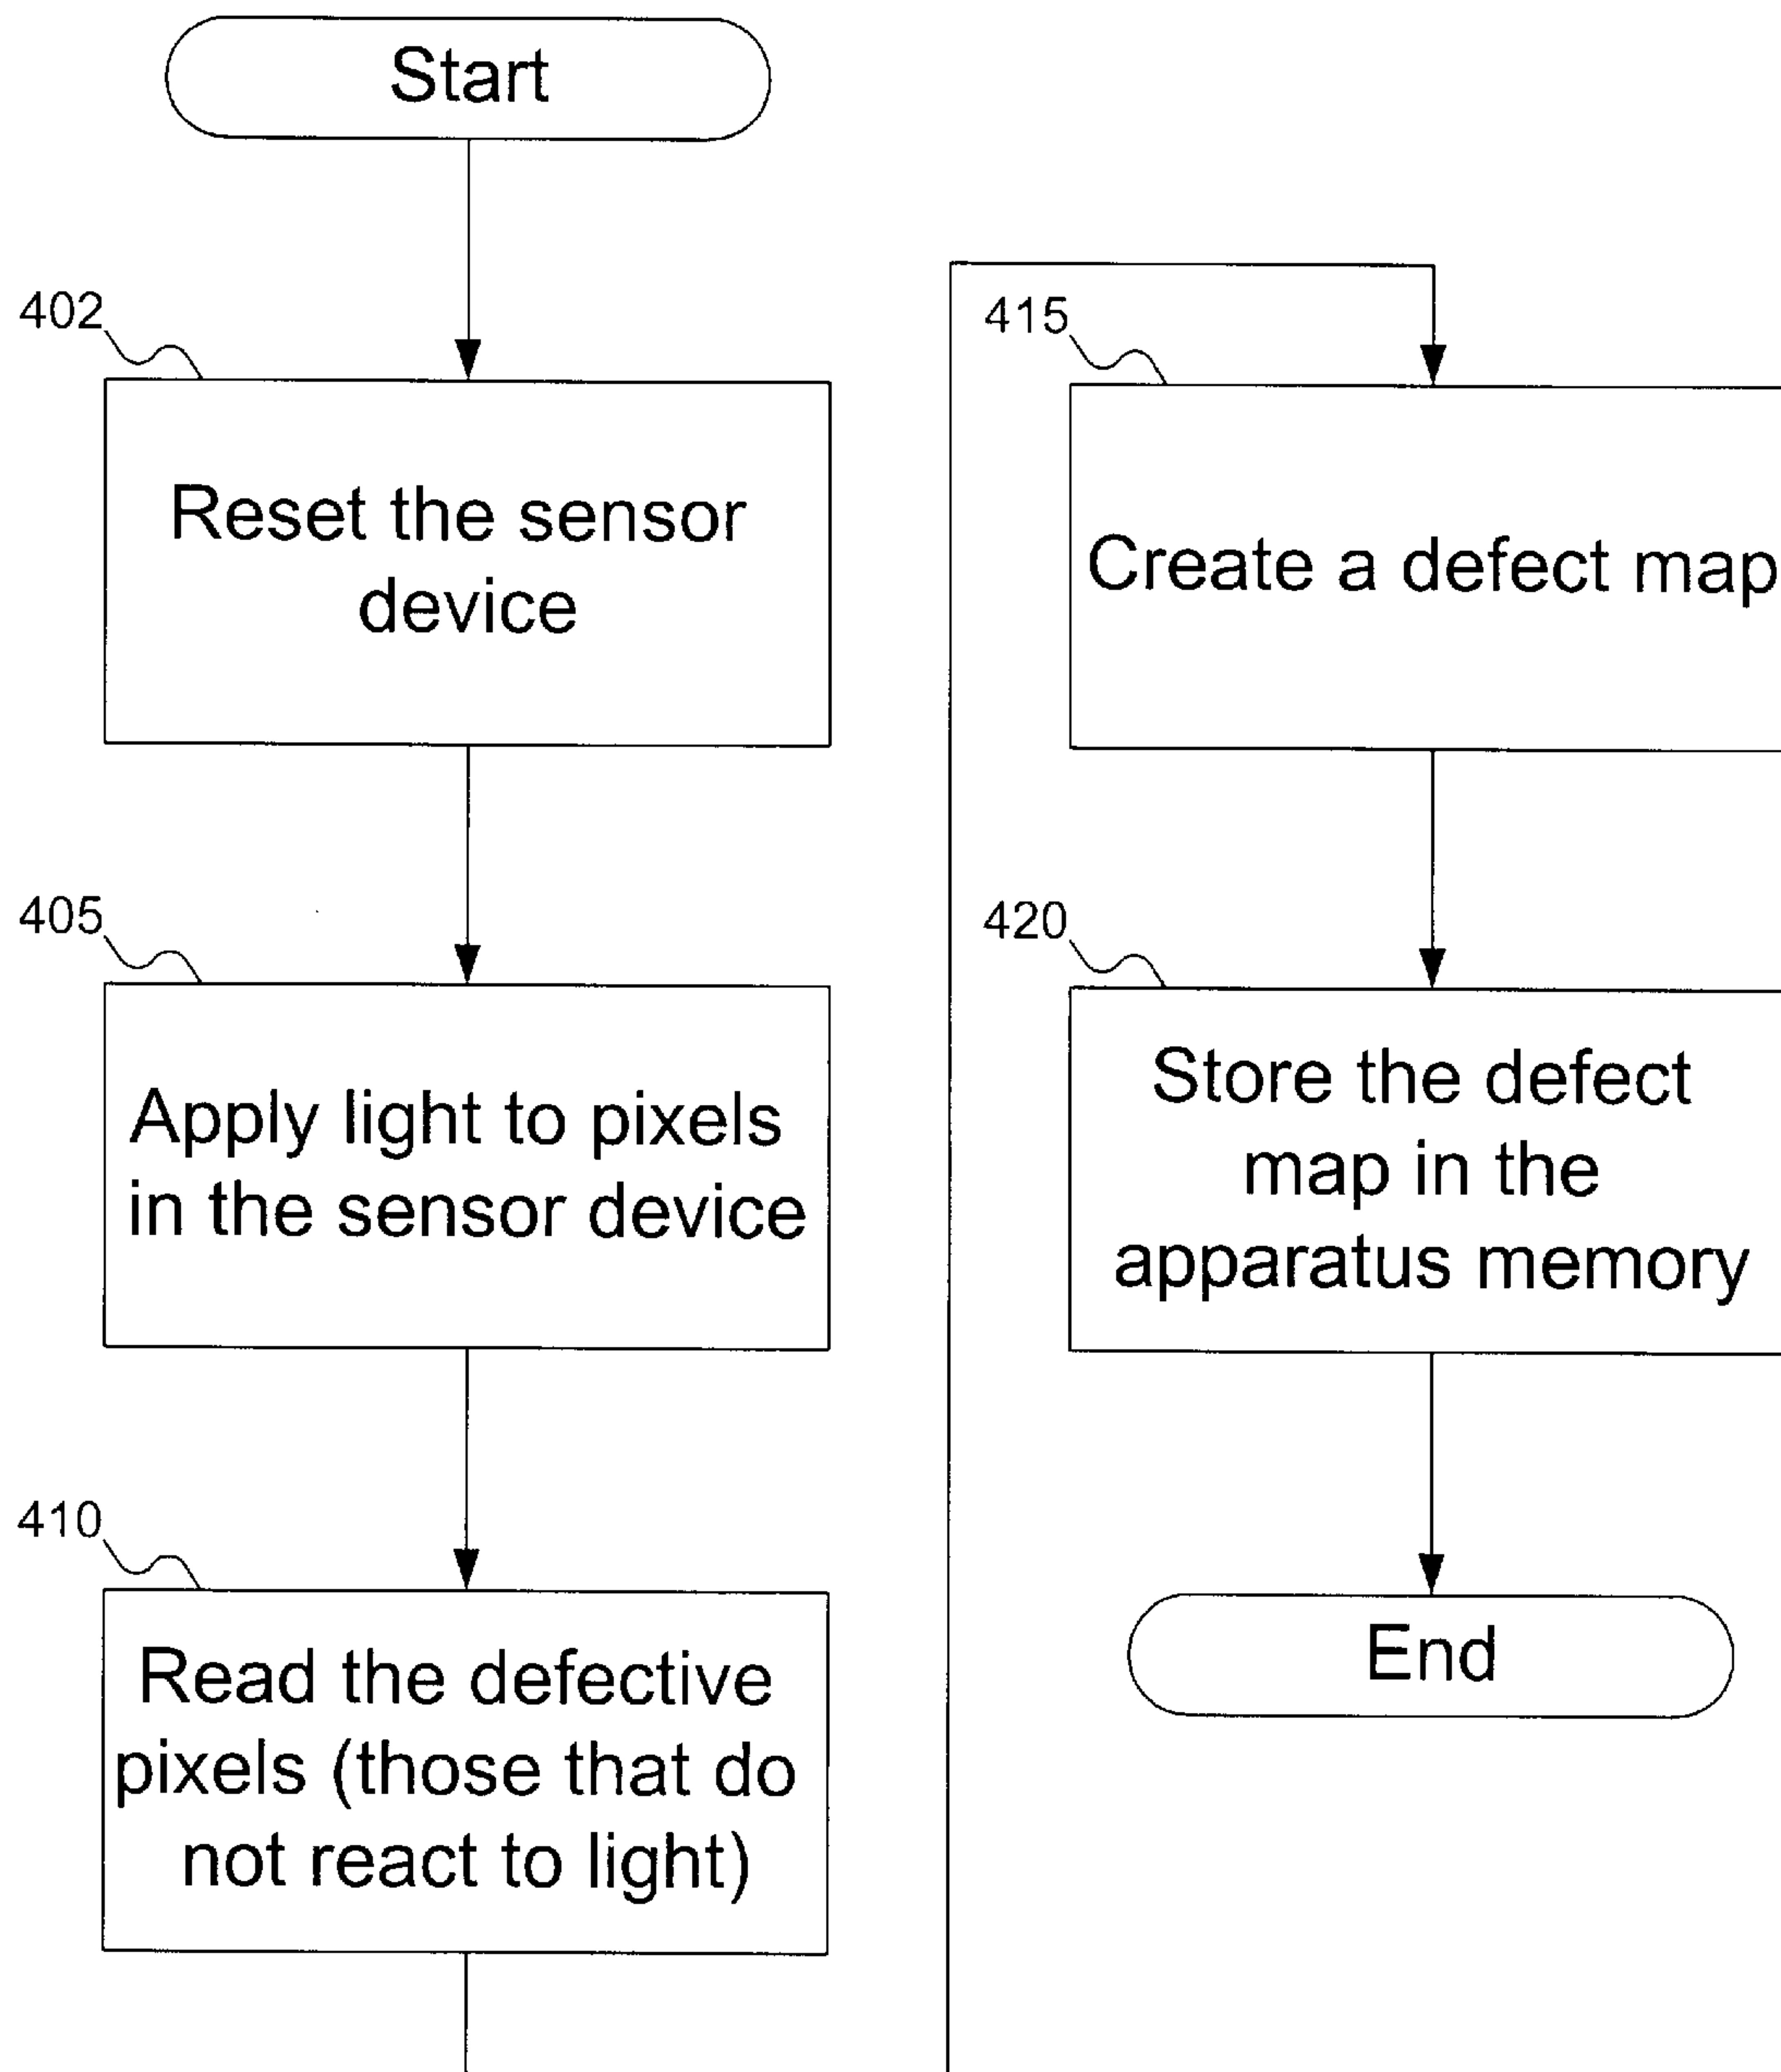 Start
402
Reset the sensor
device
405
Apply light to pixels
in the sensor device
410
Read the defective
pixels (those that do
not react to light)
415
Create a defect map
420
Store the defect
map in the
apparatus memory
End